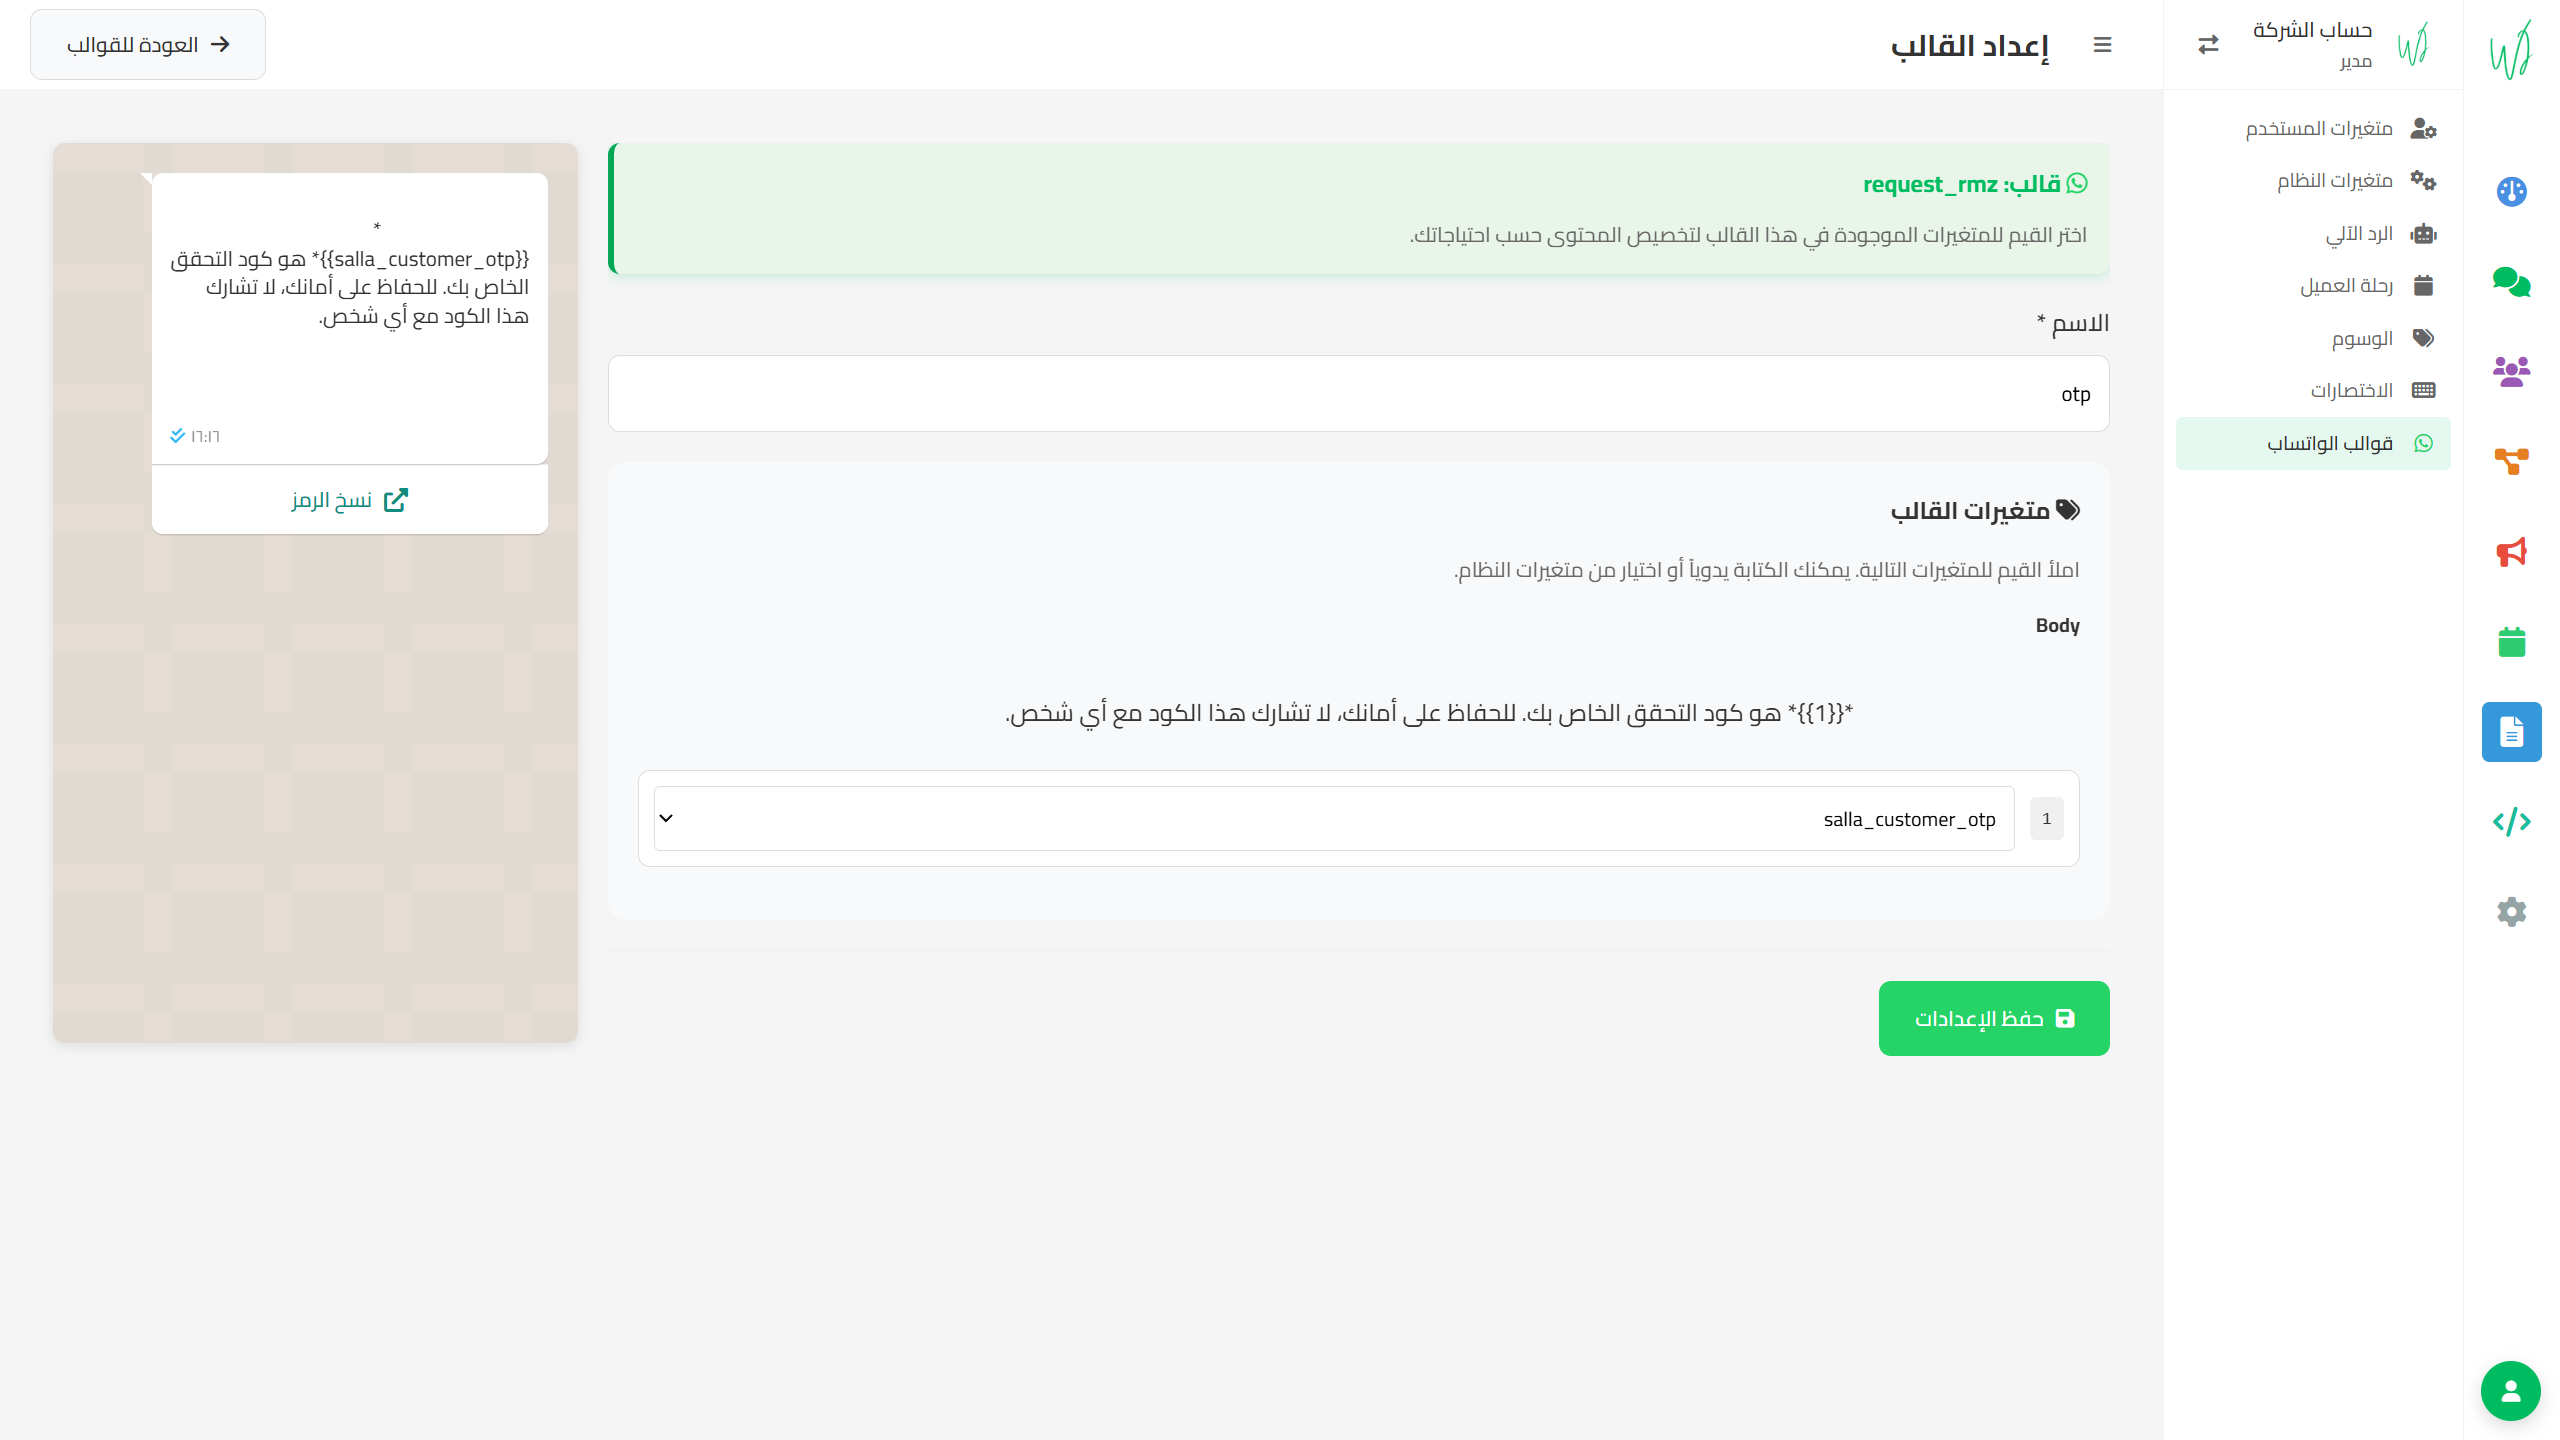 حساب الشركة
مدير
متغيرات المستخدم
متغيرات النظام
الرد الآلي
رحلة العميل
الوسوم
الاختصارات
قوالب الواتساب
إعداد القالب
العودة للقوالب
قالب: request_rmz
اختر القيم للمتغيرات الموجودة في هذا القالب لتخصيص المحتوى حسب احتياجاتك.
الاسم *
otp
متغيرات القالب
املأ القيم للمتغيرات التالية. يمكنك الكتابة يدوياً أو اختيار من متغيرات النظام.
Body
*{{1}}* هو كود التحقق الخاص بك. للحفاظ على أمانك، لا تشارك هذا الكود مع أي شخص.
1
salla_customer_otp
حفظ الإعدادات
*
{{salla_customer_otp}}* هو كود التحقق
الخاص بك. للحفاظ على أمانك، لا تشارك
هذا الكود مع أي شخص.
١٦:١٦
نسخ الرمز